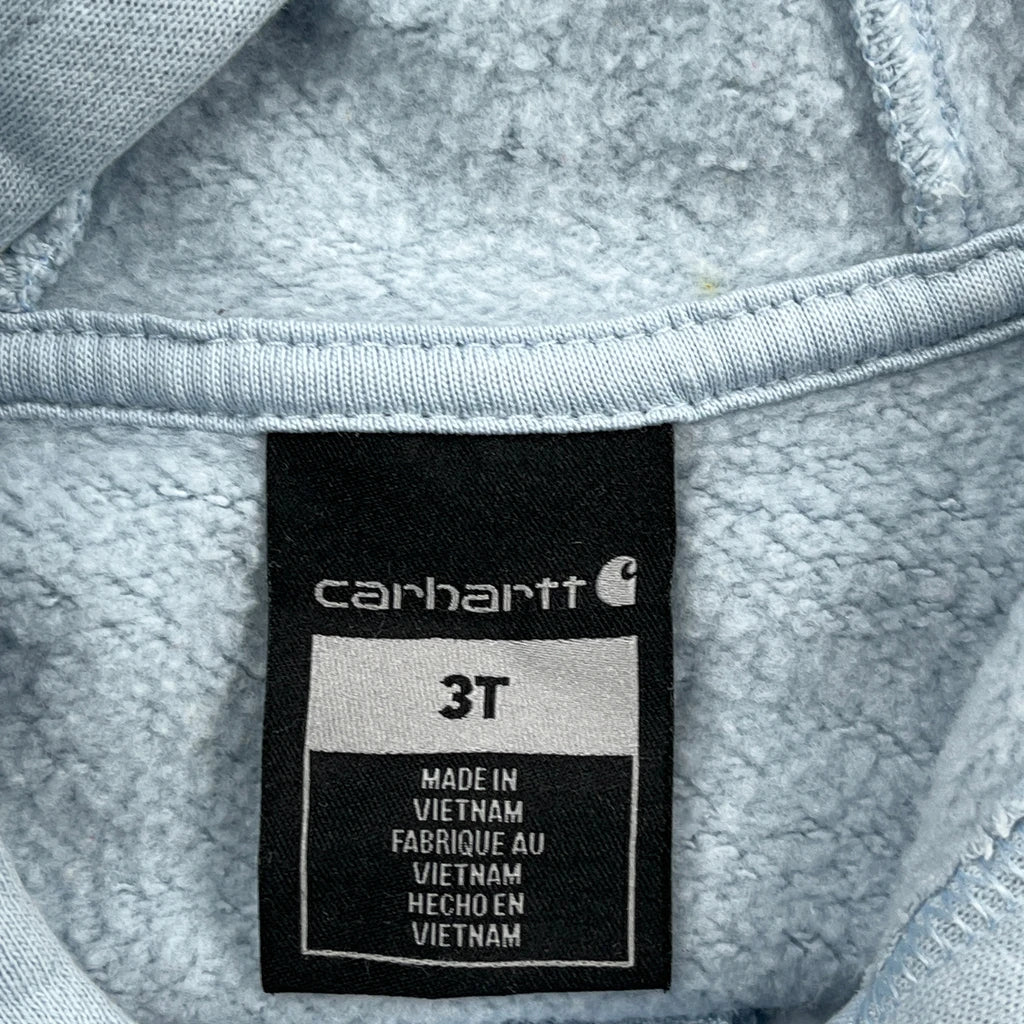 carhartt
3T
MADE IN
VIETNAM
FABRIQUE AU
VIETNAM
HECHO EN
VIETNAM